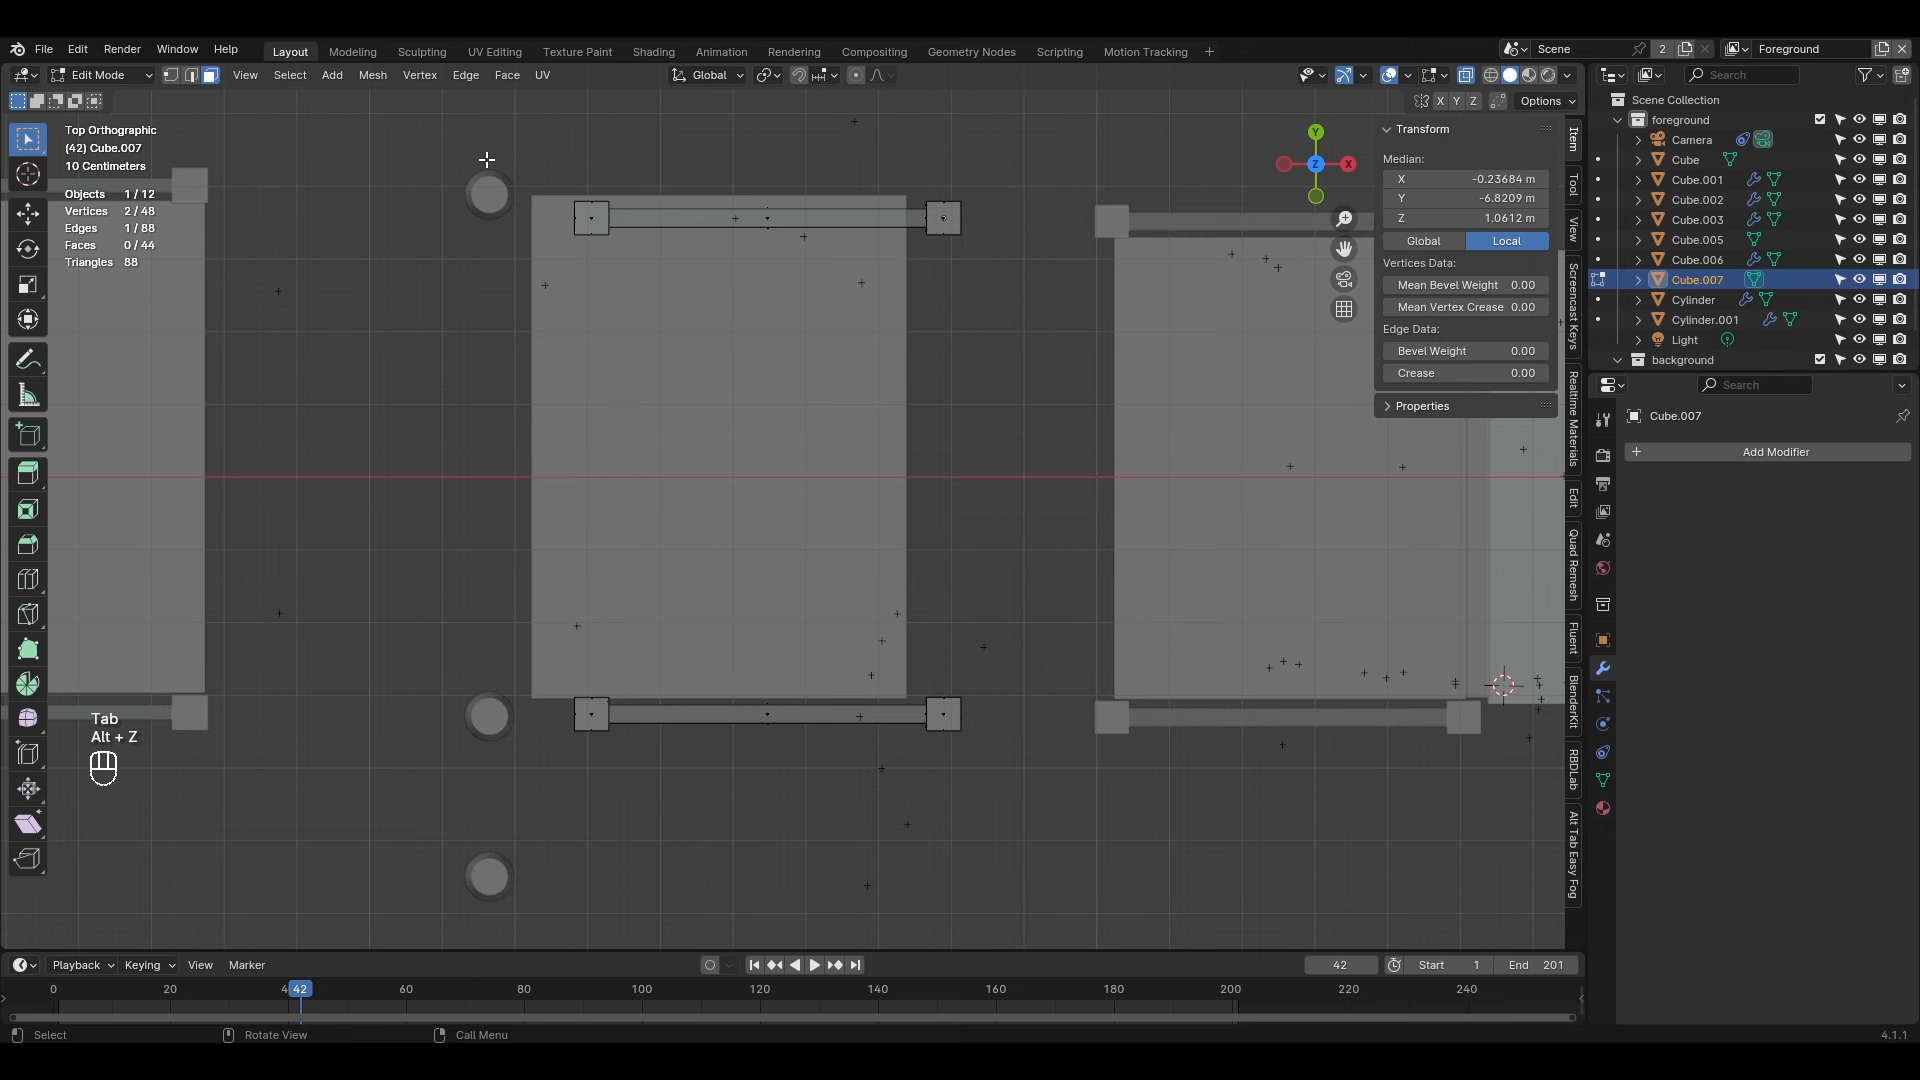 File Edit Render Window Help Layout Modeling Sculpting UV Editing Texture Paint Shading Animation Rendering Compositing Geometry Nodes Scripting Motion Tracking + Scene 2 Foreground
Edit Mode View Select Add Mesh Vertex Edge Face UV Global Search
X Y Z Options
Top Orthographic
(42) Cube.007
10 Centimeters
Objects 1 / 12
Vertices 2 / 48
Edges 1 / 88
Faces 0 / 44
Triangles 88
Y
Z
X
Transform
Median:
X -0.23684 m
Y -6.8209 m
Z 1.0612 m
Global Local
Vertices Data:
Mean Bevel Weight 0.00
Mean Vertex Crease 0.00
Edge Data:
Bevel Weight 0.00
Crease 0.00
Properties
Item
Tool
View
Screencast Keys
Realtime Materials
Edit
Quad Remesh
Fluent
BlenderKit
RBDLab
Alt Tab Easy Fog
Scene Collection
foreground
Camera
Cube
Cube.001
Cube.002
Cube.003
Cube.005
Cube.006
Cube.007
Cylinder
Cylinder.001
Light
background
Search
Cube.007
+ Add Modifier
Tab
Alt + Z
Playback Keying View Marker 42 Start 1 End 201
0 20 4 42 60 80 100 120 140 160 180 200 220 240
Select Rotate View Call Menu 4.1.1